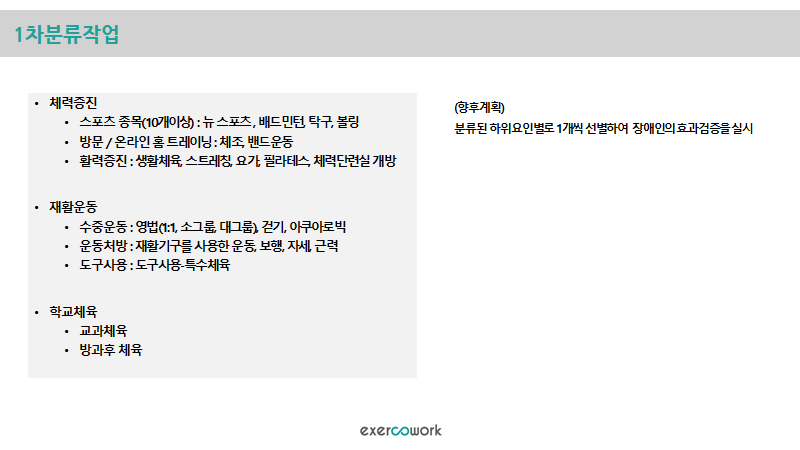 1차분류작업
• 체력증진
• 스포츠 종목(10개이상) : 뉴 스포츠, 배드민턴, 탁구, 볼링
• 방문 / 온라인 홈 트레이닝 : 체조, 밴드운동
• 활력증진 : 생활체육, 스트레칭, 요가, 필라테스, 체력단련실 개방
• 재활운동
• 수중운동 : 영법(1:1, 소그룹, 대그룹), 걷기, 아쿠아로빅
• 운동처방 : 재활기구를 사용한 운동, 보행, 자세, 근력
• 도구사용 : 도구사용-특수체육
• 학교체육
• 교과체육
• 방과후 체육
(향후계획)
분류된 하위요인별로 1개씩 선별하여 장애인의 효과검증을 실시
exercowork